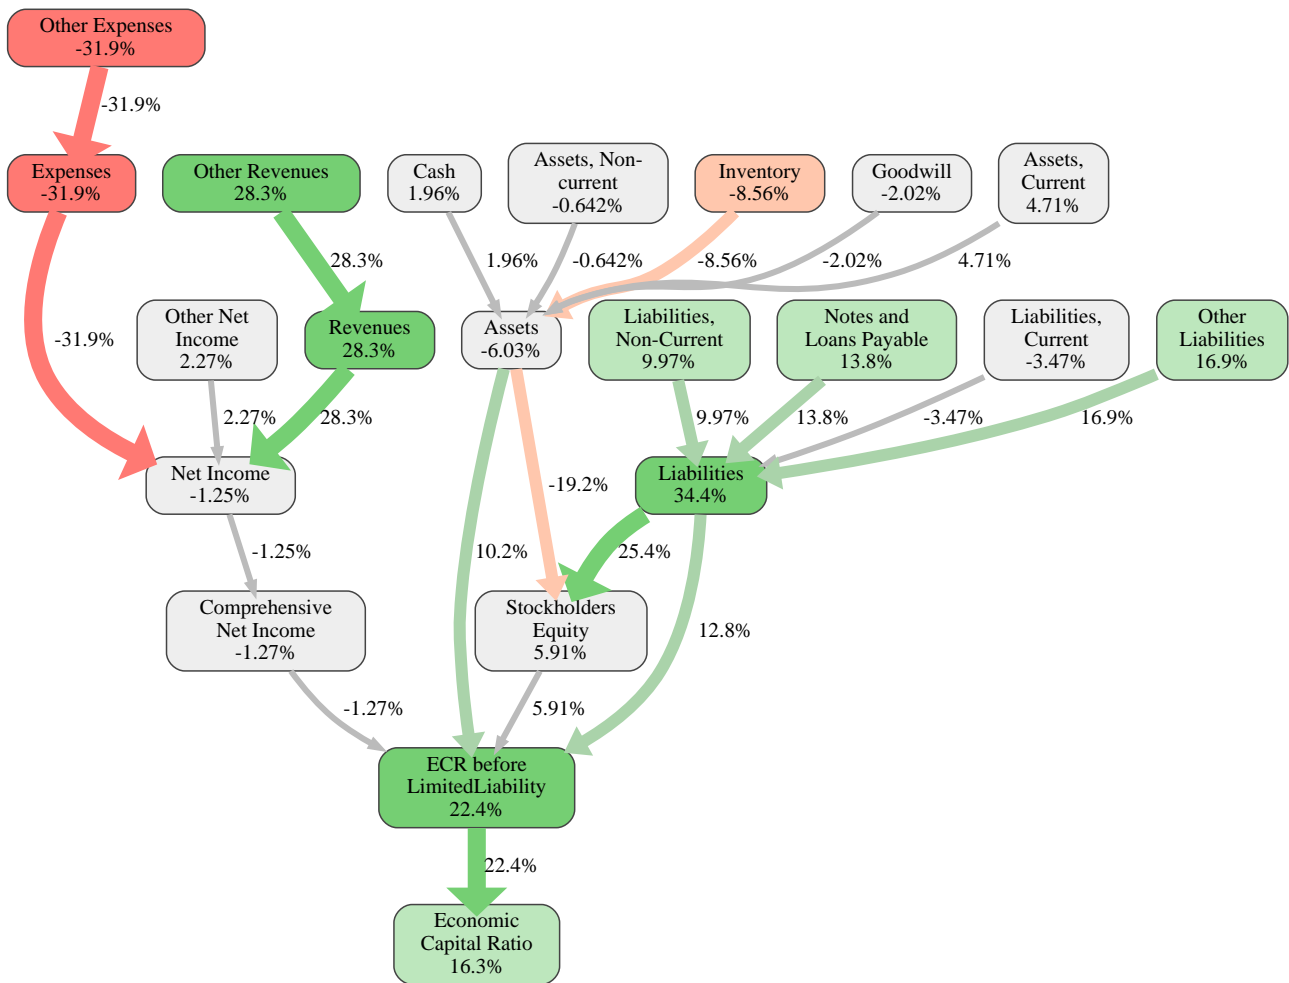 Other Expenses
-31.9%
-31.9%
Expenses
-31.9%
Other Revenues
28.3%
Cash
1.96%
Assets, Non-
current
-0.642%
Inventory
-8.56%
Goodwill
-2.02%
Assets,
Current
4.71%
28.3%
1.96%
-0.642%
-8.56%
-2.02%
4.71%
-31.9%
Other Net
Income
2.27%
Revenues
28.3%
Assets
-6.03%
Liabilities,
Non-Current
9.97%
Notes and
Loans Payable
13.8%
Liabilities,
Current
-3.47%
Other
Liabilities
16.9%
2.27%
28.3%
9.97%
13.8%
-3.47%
16.9%
Net Income
-1.25%
-19.2%
Liabilities
34.4%
-1.25%
10.2%
25.4%
Comprehensive
Net Income
-1.27%
Stockholders
Equity
5.91%
12.8%
-1.27%
5.91%
ECR before
LimitedLiability
22.4%
22.4%
Economic
Capital Ratio
16.3%